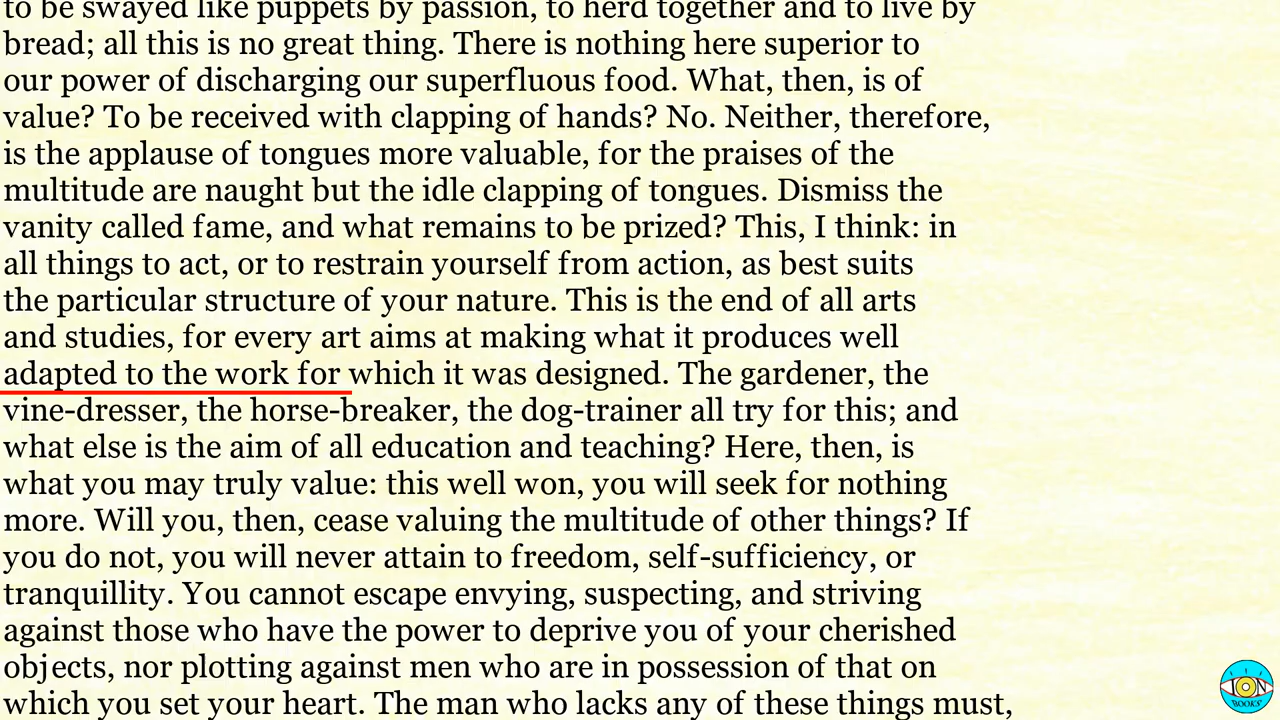 to be swayed like puppets by passion, to herd together and to live by
bread; all this is no great thing. There is nothing here superior to
our power of discharging our superfluous food. What, then, is of
value? To be received with clapping of hands? No. Neither, therefore,
is the applause of tongues more valuable, for the praises of the
multitude are naught but the idle clapping of tongues. Dismiss the
vanity called fame, and what remains to be prized? This, I think: in
all things to act, or to restrain yourself from action, as best suits
the particular structure of your nature. This is the end of all arts
and studies, for every art aims at making what it produces well
adapted to the work for which it was designed. The gardener, the
vine-dresser, the horse-breaker, the dog-trainer all try for this; and
what else is the aim of all education and teaching? Here, then, is
what you may truly value: this well won, you will seek for nothing
more. Will you, then, cease valuing the multitude of other things? If
you do not, you will never attain to freedom, self-sufficiency, or
tranquillity. You cannot escape envying, suspecting, and striving
against those who have the power to deprive you of your cherished
objects, nor plotting against men who are in possession of that on
which you set your heart. The man who lacks any of these things must,
ION
BOOKS